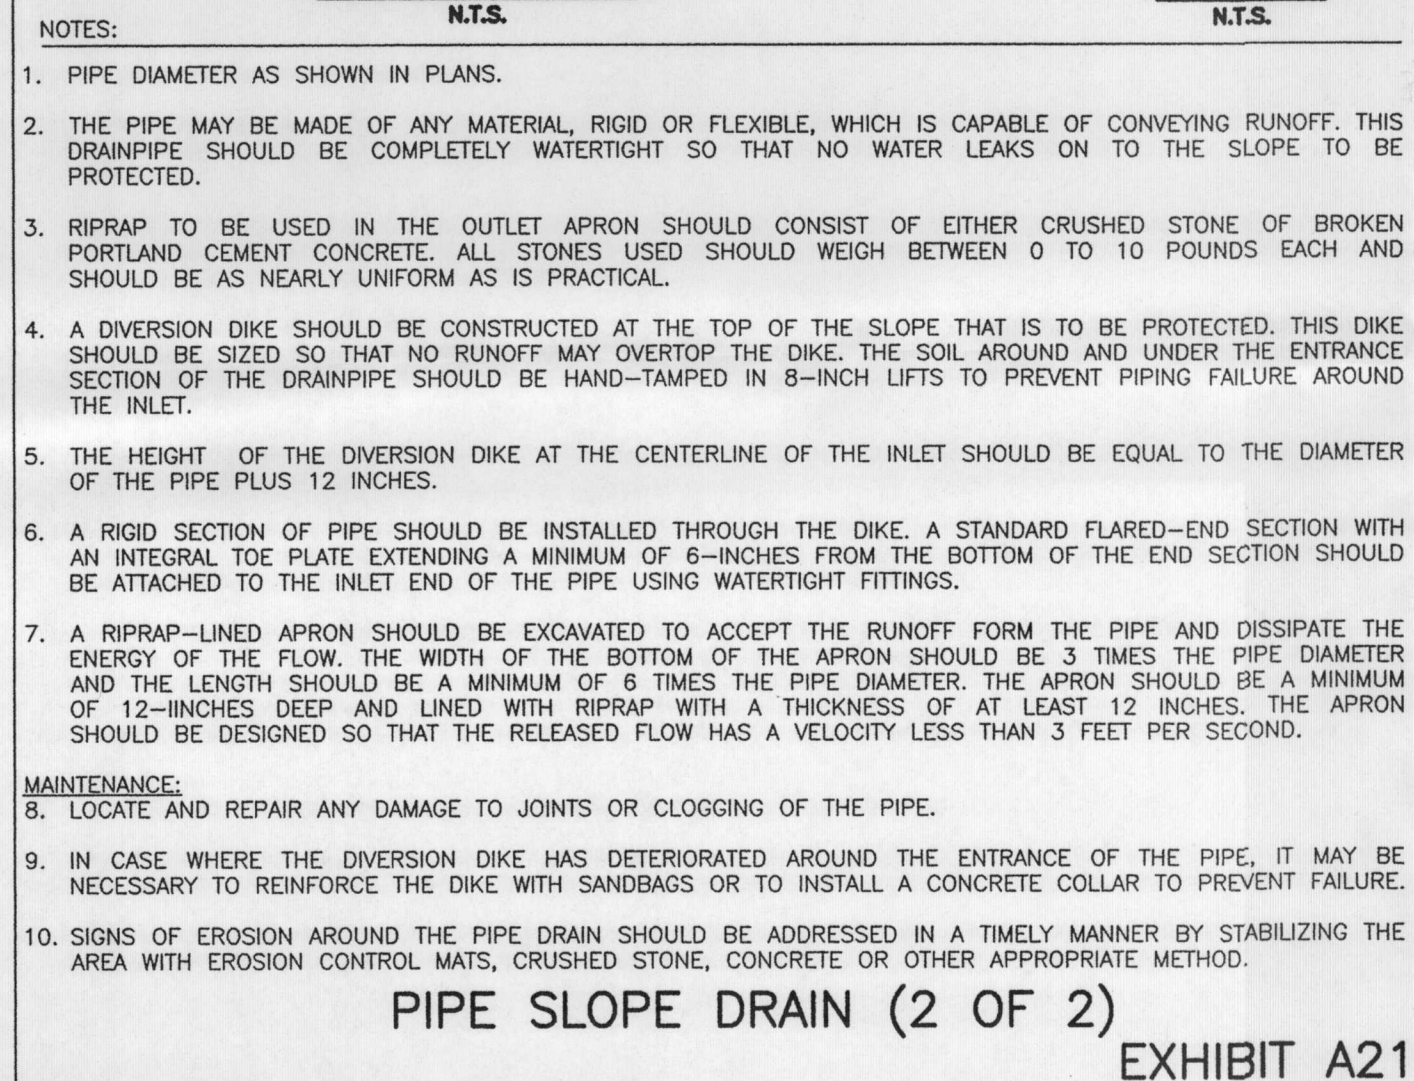 N.T.S. N.T.S.
NOTES:
1. PIPE DIAMETER AS SHOWN IN PLANS.
2. THE PIPE MAY BE MADE OF ANY MATERIAL, RIGID OR FLEXIBLE, WHICH IS CAPABLE OF CONVEYING RUNOFF. THIS
DRAINPIPE SHOULD BE COMPLETELY WATERTIGHT SO THAT NO WATER LEAKS ON TO THE SLOPE TO BE
PROTECTED.
3. RIPRAP TO BE USED IN THE OUTLET APRON SHOULD CONSIST OF EITHER CRUSHED STONE OF BROKEN
PORTLAND CEMENT CONCRETE. ALL STONES USED SHOULD WEIGH BETWEEN 0 TO 10 POUNDS EACH AND
SHOULD BE AS NEARLY UNIFORM AS IS PRACTICAL.
4. A DIVERSION DIKE SHOULD BE CONSTRUCTED AT THE TOP OF THE SLOPE THAT IS TO BE PROTECTED. THIS DIKE
SHOULD BE SIZED SO THAT NO RUNOFF MAY OVERTOP THE DIKE. THE SOIL AROUND AND UNDER THE ENTRANCE
SECTION OF THE DRAINPIPE SHOULD BE HAND-TAMPED IN 8-INCH LIFTS TO PREVENT PIPING FAILURE AROUND
THE INLET.
5. THE HEIGHT OF THE DIVERSION DIKE AT THE CENTERLINE OF THE INLET SHOULD BE EQUAL TO THE DIAMETER
OF THE PIPE PLUS 12 INCHES.
6. A RIGID SECTION OF PIPE SHOULD BE INSTALLED THROUGH THE DIKE. A STANDARD FLARED-END SECTION WITH
AN INTEGRAL TOE PLATE EXTENDING A MINIMUM OF 6-INCHES FROM THE BOTTOM OF THE END SECTION SHOULD
BE ATTACHED TO THE INLET END OF THE PIPE USING WATERTIGHT FITTINGS.
7. A RIPRAP-LINED APRON SHOULD BE EXCAVATED TO ACCEPT THE RUNOFF FORM THE PIPE AND DISSIPATE THE
ENERGY OF THE FLOW. THE WIDTH OF THE BOTTOM OF THE APRON SHOULD BE 3 TIMES THE PIPE DIAMETER
AND THE LENGTH SHOULD BE A MINIMUM OF 6 TIMES THE PIPE DIAMETER. THE APRON SHOULD BE A MINIMUM
OF 12-IINCHES DEEP AND LINED WITH RIPRAP WITH A THICKNESS OF AT LEAST 12 INCHES. THE APRON
SHOULD BE DESIGNED SO THAT THE RELEASED FLOW HAS A VELOCITY LESS THAN 3 FEET PER SECOND.
MAINTENANCE:
8. LOCATE AND REPAIR ANY DAMAGE TO JOINTS OR CLOGGING OF THE PIPE.
9. IN CASE WHERE THE DIVERSION DIKE HAS DETERIORATED AROUND THE ENTRANCE OF THE PIPE, IT MAY BE
NECESSARY TO REINFORCE THE DIKE WITH SANDBAGS OR TO INSTALL A CONCRETE COLLAR TO PREVENT FAILURE.
10. SIGNS OF EROSION AROUND THE PIPE DRAIN SHOULD BE ADDRESSED IN A TIMELY MANNER BY STABILIZING THE
AREA WITH EROSION CONTROL MATS, CRUSHED STONE, CONCRETE OR OTHER APPROPRIATE METHOD.
PIPE SLOPE DRAIN (2 OF 2)
EXHIBIT A21